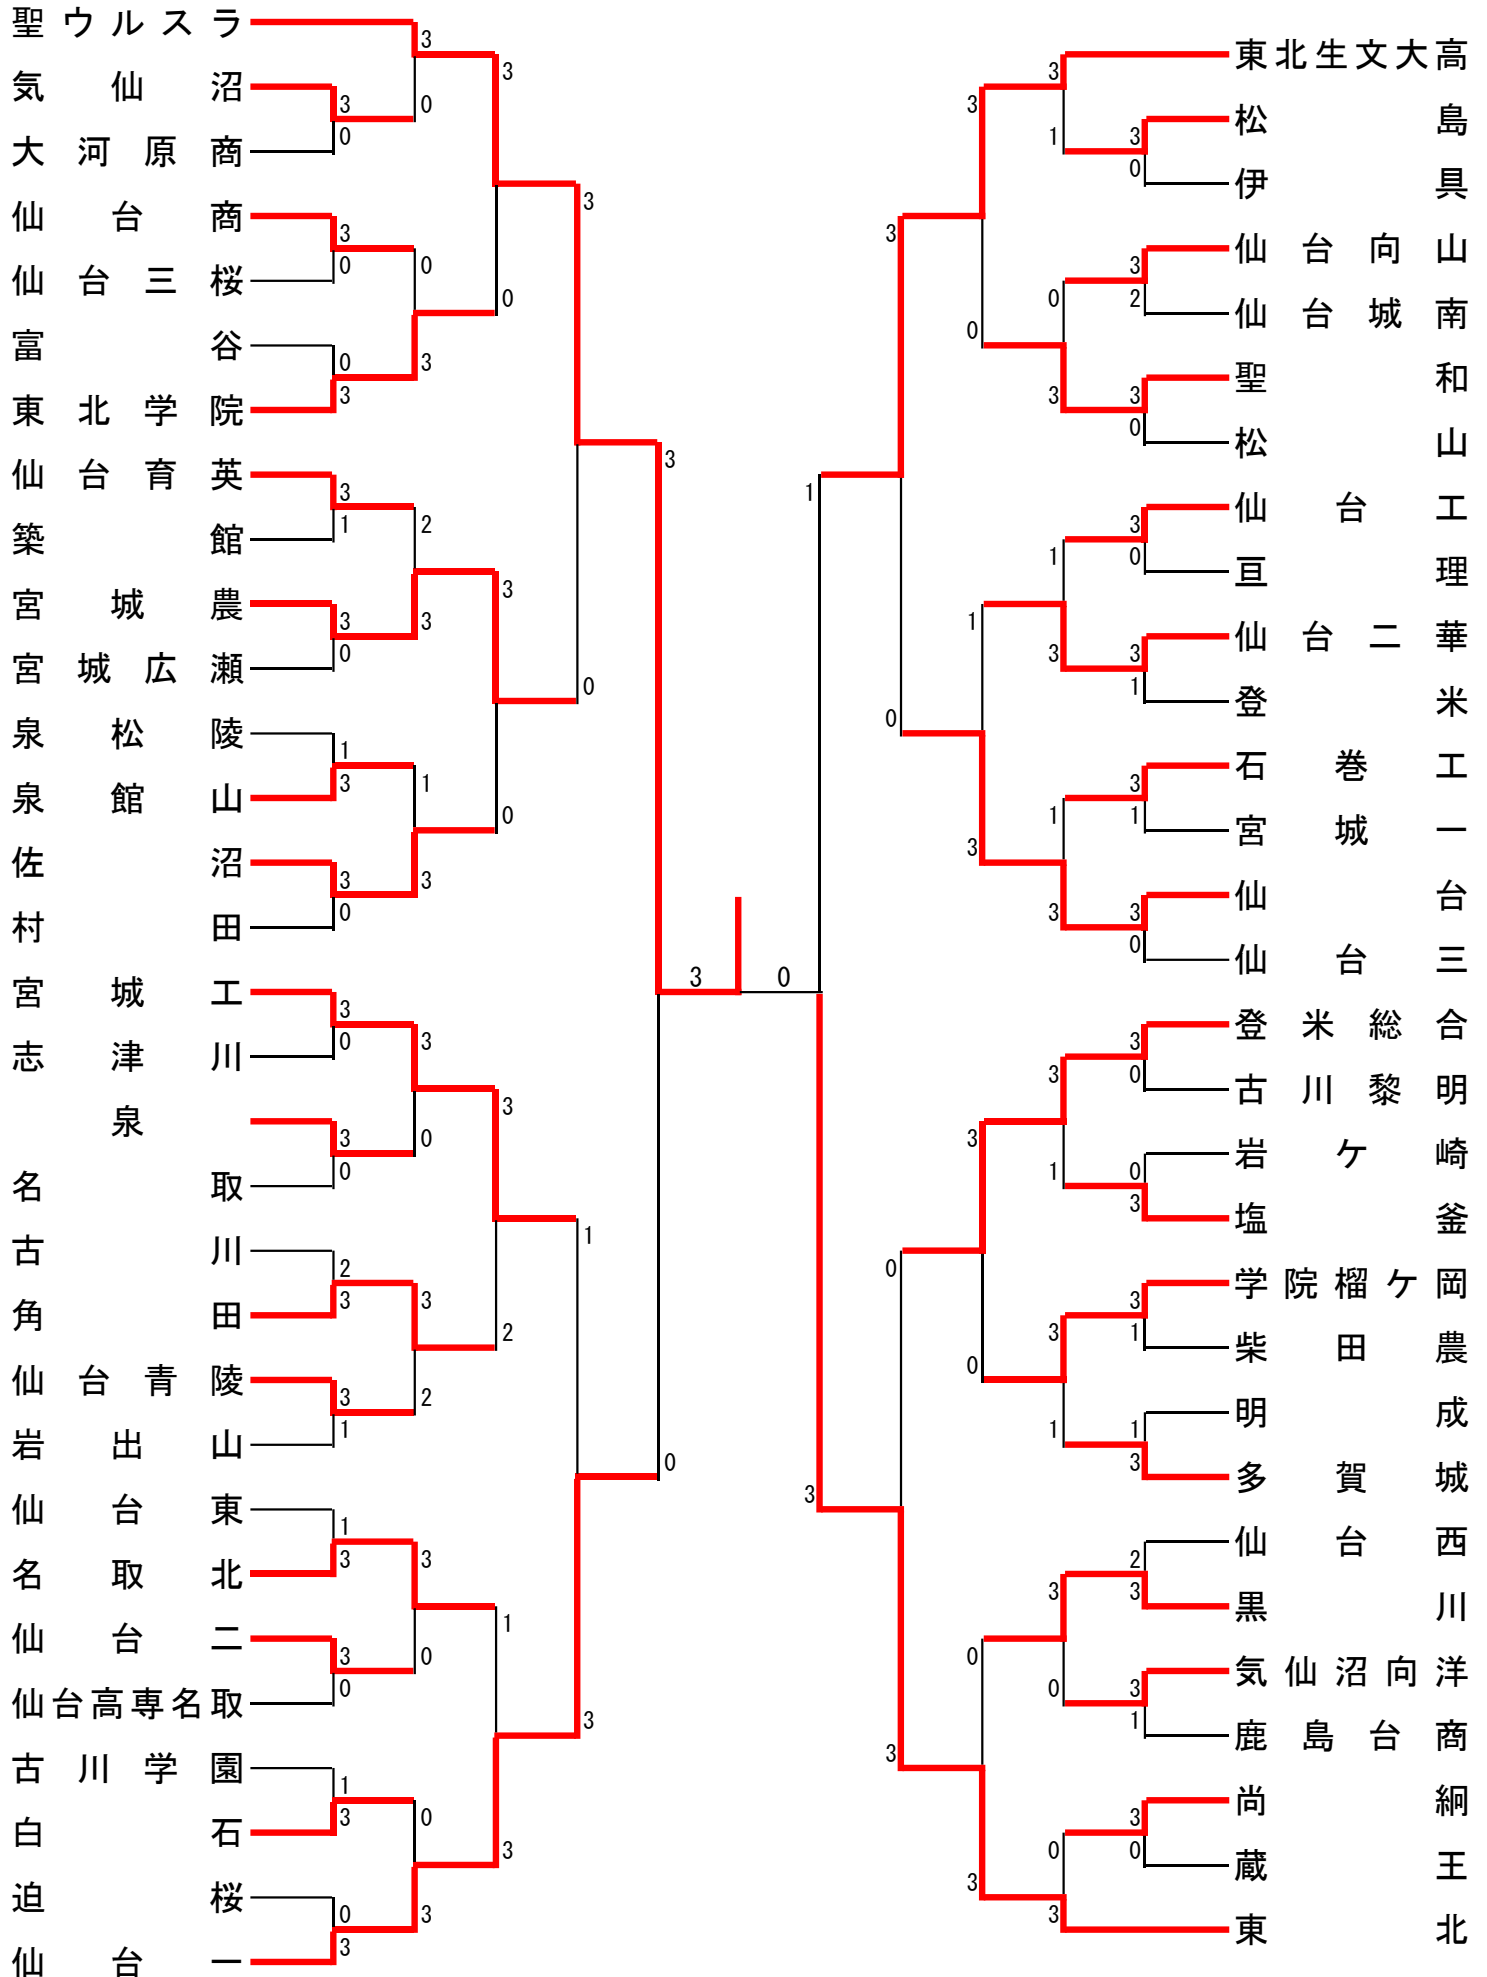 聖ウルスラ
気仙沼
大河原商
仙台商
仙台三桜
富谷
東北学院
仙台育英
築館
宮城農
宮城広瀬
泉松陵
泉館山
佐沼
村田
宮城工
志津川
泉
名取
古川
角田
仙台青陵
岩出山
仙台東
名取北
仙台二
仙台高専名取
古川学園
白石
迫桜
仙台一
3
0
3
0
0
3
3
1
3
0
1
3
3
0
3
0
3
0
2
3
3
1
1
3
3
0
1
3
0
3
3
0
0
3
2
3
1
3
3
0
3
2
3
0
0
3
3
0
3
0
3
2
1
3
3
0
1
3
3
0
3
0
1
3
3
0
1
3
3
0
3
0
1
3
1
3
0
3
3
1
0
3
1
3
1
3
3
1
3
1
3
0
0
3
3
0
3
2
3
0
3
0
3
1
3
1
3
0
3
0
0
3
3
1
1
3
2
3
3
1
3
0
東北生文大高
松島
伊具
仙台向山
仙台城南
聖和
松山
仙台工
亘理
仙台二華
登米
石巻工
宮城一
仙台
仙台三
登米総合
古川黎明
岩ケ崎
塩釜
学院榴ケ岡
柴田農
明成
多賀城
仙台西
黒川
気仙沼向洋
鹿島台商
尚絅
蔵王
東北